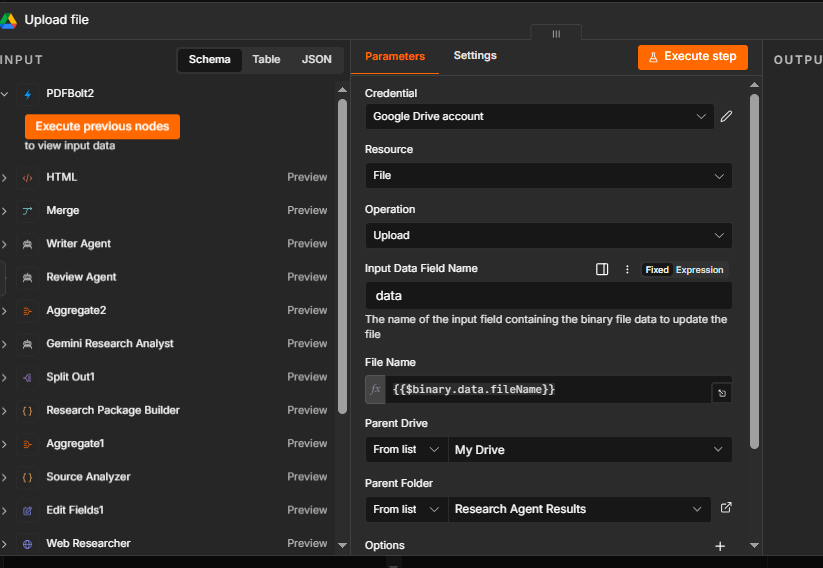 Upload file
INPUT
Schema
Table
JSON
PDFBolt2
Execute previous nodes
to view input data
HTML Preview
Merge Preview
Writer Agent Preview
Review Agent Preview
Aggregate2 Preview
Gemini Research Analyst Preview
Split Out1 Preview
Research Package Builder Preview
Aggregate1 Preview
Source Analyzer Preview
Edit Fields1 Preview
Web Researcher Preview
Parameters
Settings
Execute step
Credential
Google Drive account
Resource
File
Operation
Upload
Input Data Field Name
Fixed Expression
data
The name of the input field containing the binary file data to update the
file
File Name
fx {{$binary.data.fileName}}
Parent Drive
From list My Drive
Parent Folder
From list Research Agent Results
Options
OUTPU